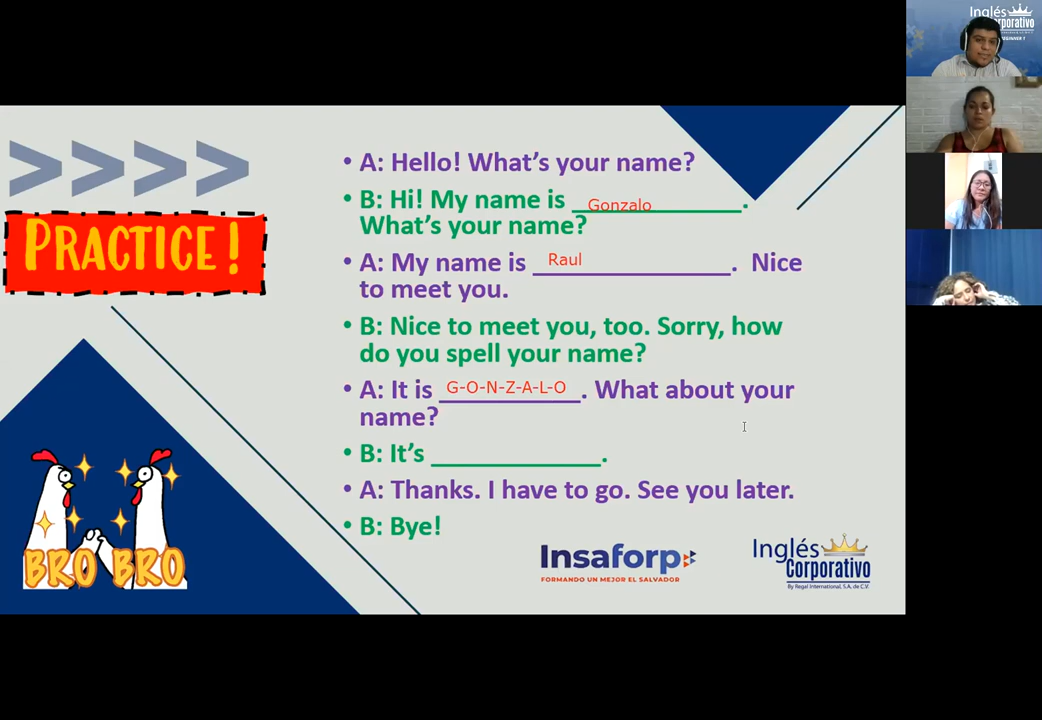 Inglés
Corporativo
BEGINNER 1
> > > >
PRACTICE!
• A: Hello! What's your name?
• B: Hi! My name is Gonzalo.
What's your name?
• A: My name is Raul. Nice
to meet you.
• B: Nice to meet you, too. Sorry, how
do you spell your name?
• A: It is G-O-N-Z-A-L-O. What about your
name?
• B: It's ____________.
• A: Thanks. I have to go. See you later.
• B: Bye!
BRO BRO
Insaforp
FORMANDO UN MEJOR EL SALVADOR
Inglés
Corporativo
By Regal International, S.A. de C.V.